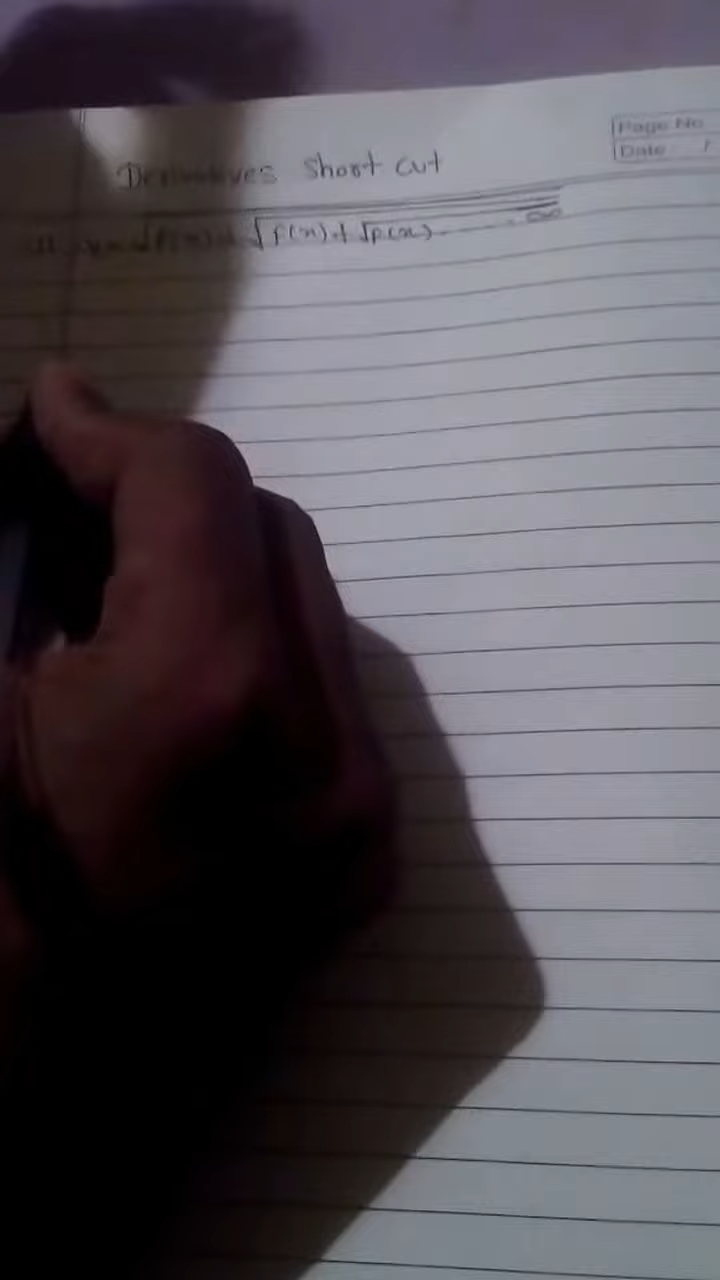 Page No
Date /
Derivatives Short cut
y = √f(x) + √f(x) + √f(x) ........ ∞